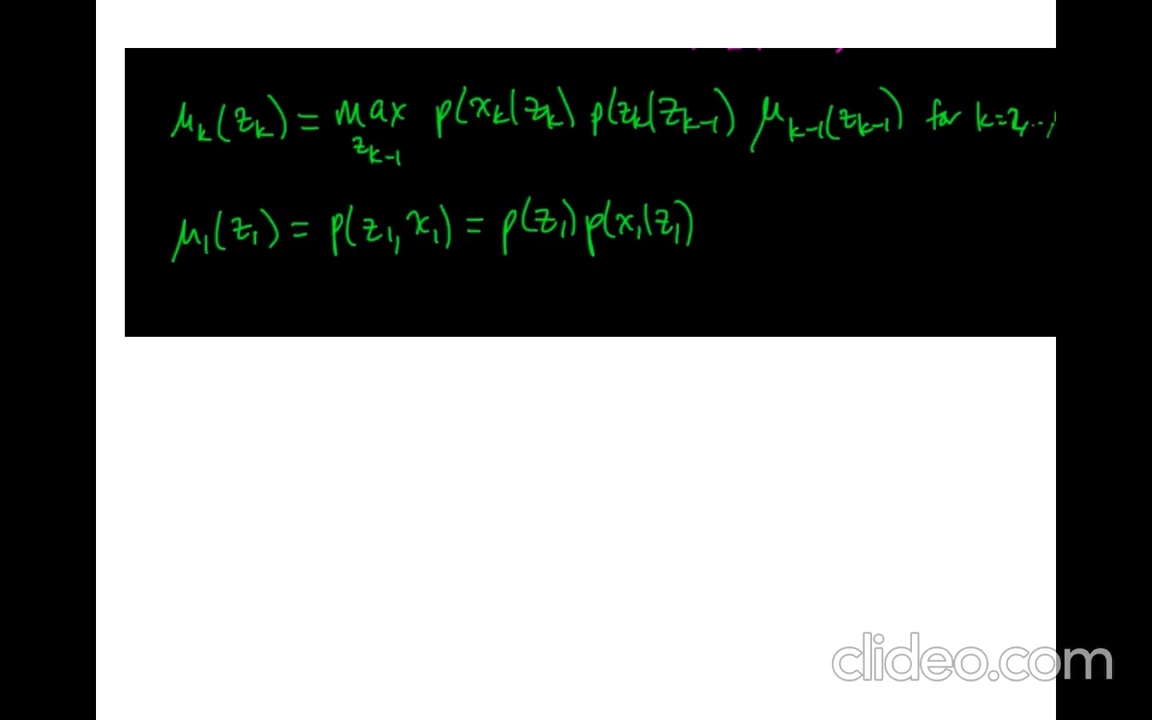 μₖ(zₖ) = max p(xₖ|zₖ) p(zₖ|zₖ₋₁) μₖ₋₁(zₖ₋₁) for k=2,...,
zₖ₋₁
μ₁(z₁) = p(z₁, x₁) = p(z₁) p(x₁|z₁)
clideo.com